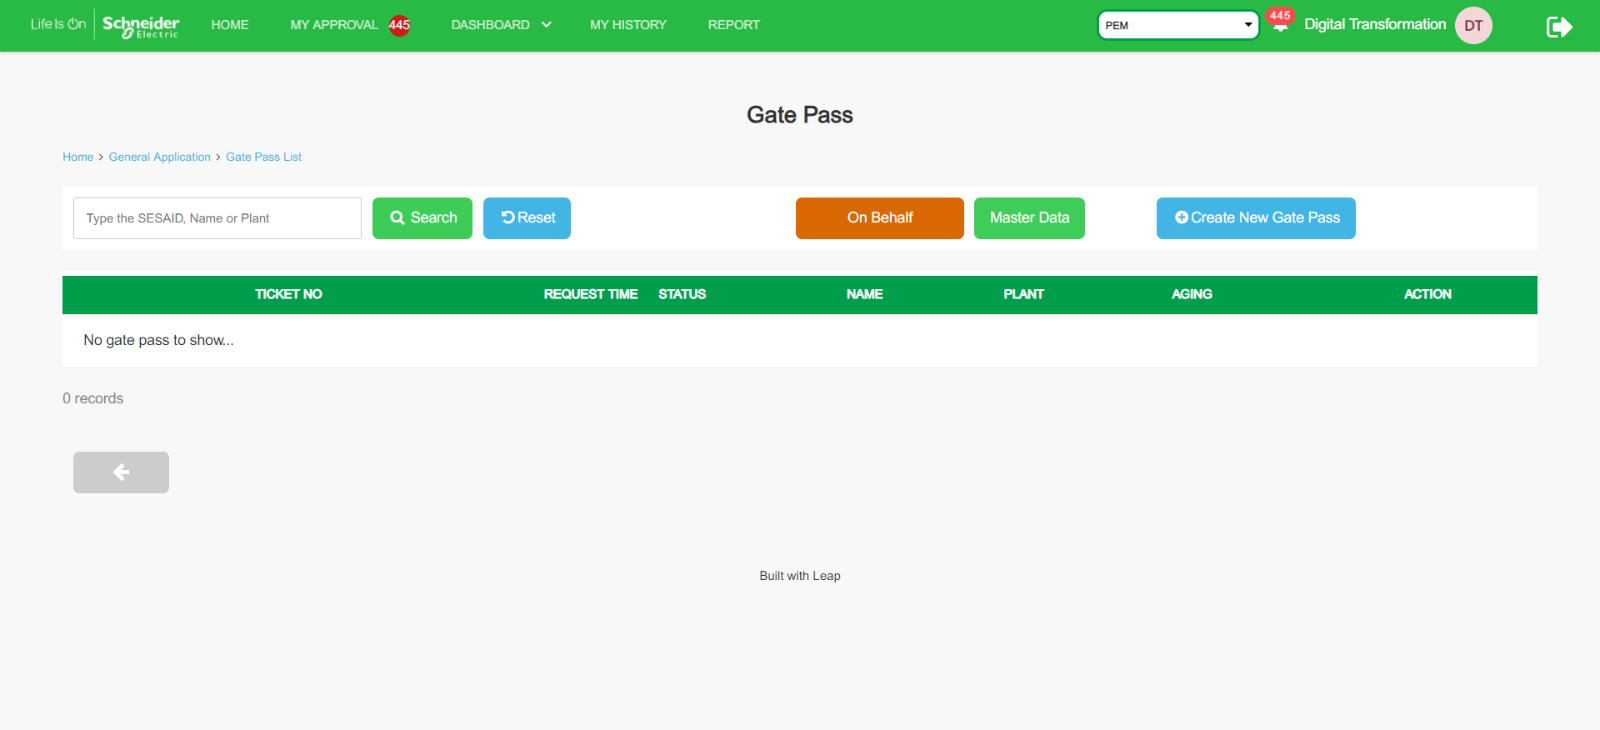 Life Is On Schneider Electric HOME MY APPROVAL 445 DASHBOARD MY HISTORY REPORT PEM 445 Digital Transformation DT
Gate Pass
Home > General Application > Gate Pass List
Type the SESAID, Name or Plant Search Reset On Behalf Master Data Create New Gate Pass
TICKET NO REQUEST TIME STATUS NAME PLANT AGING ACTION
No gate pass to show...
0 records
Built with Leap